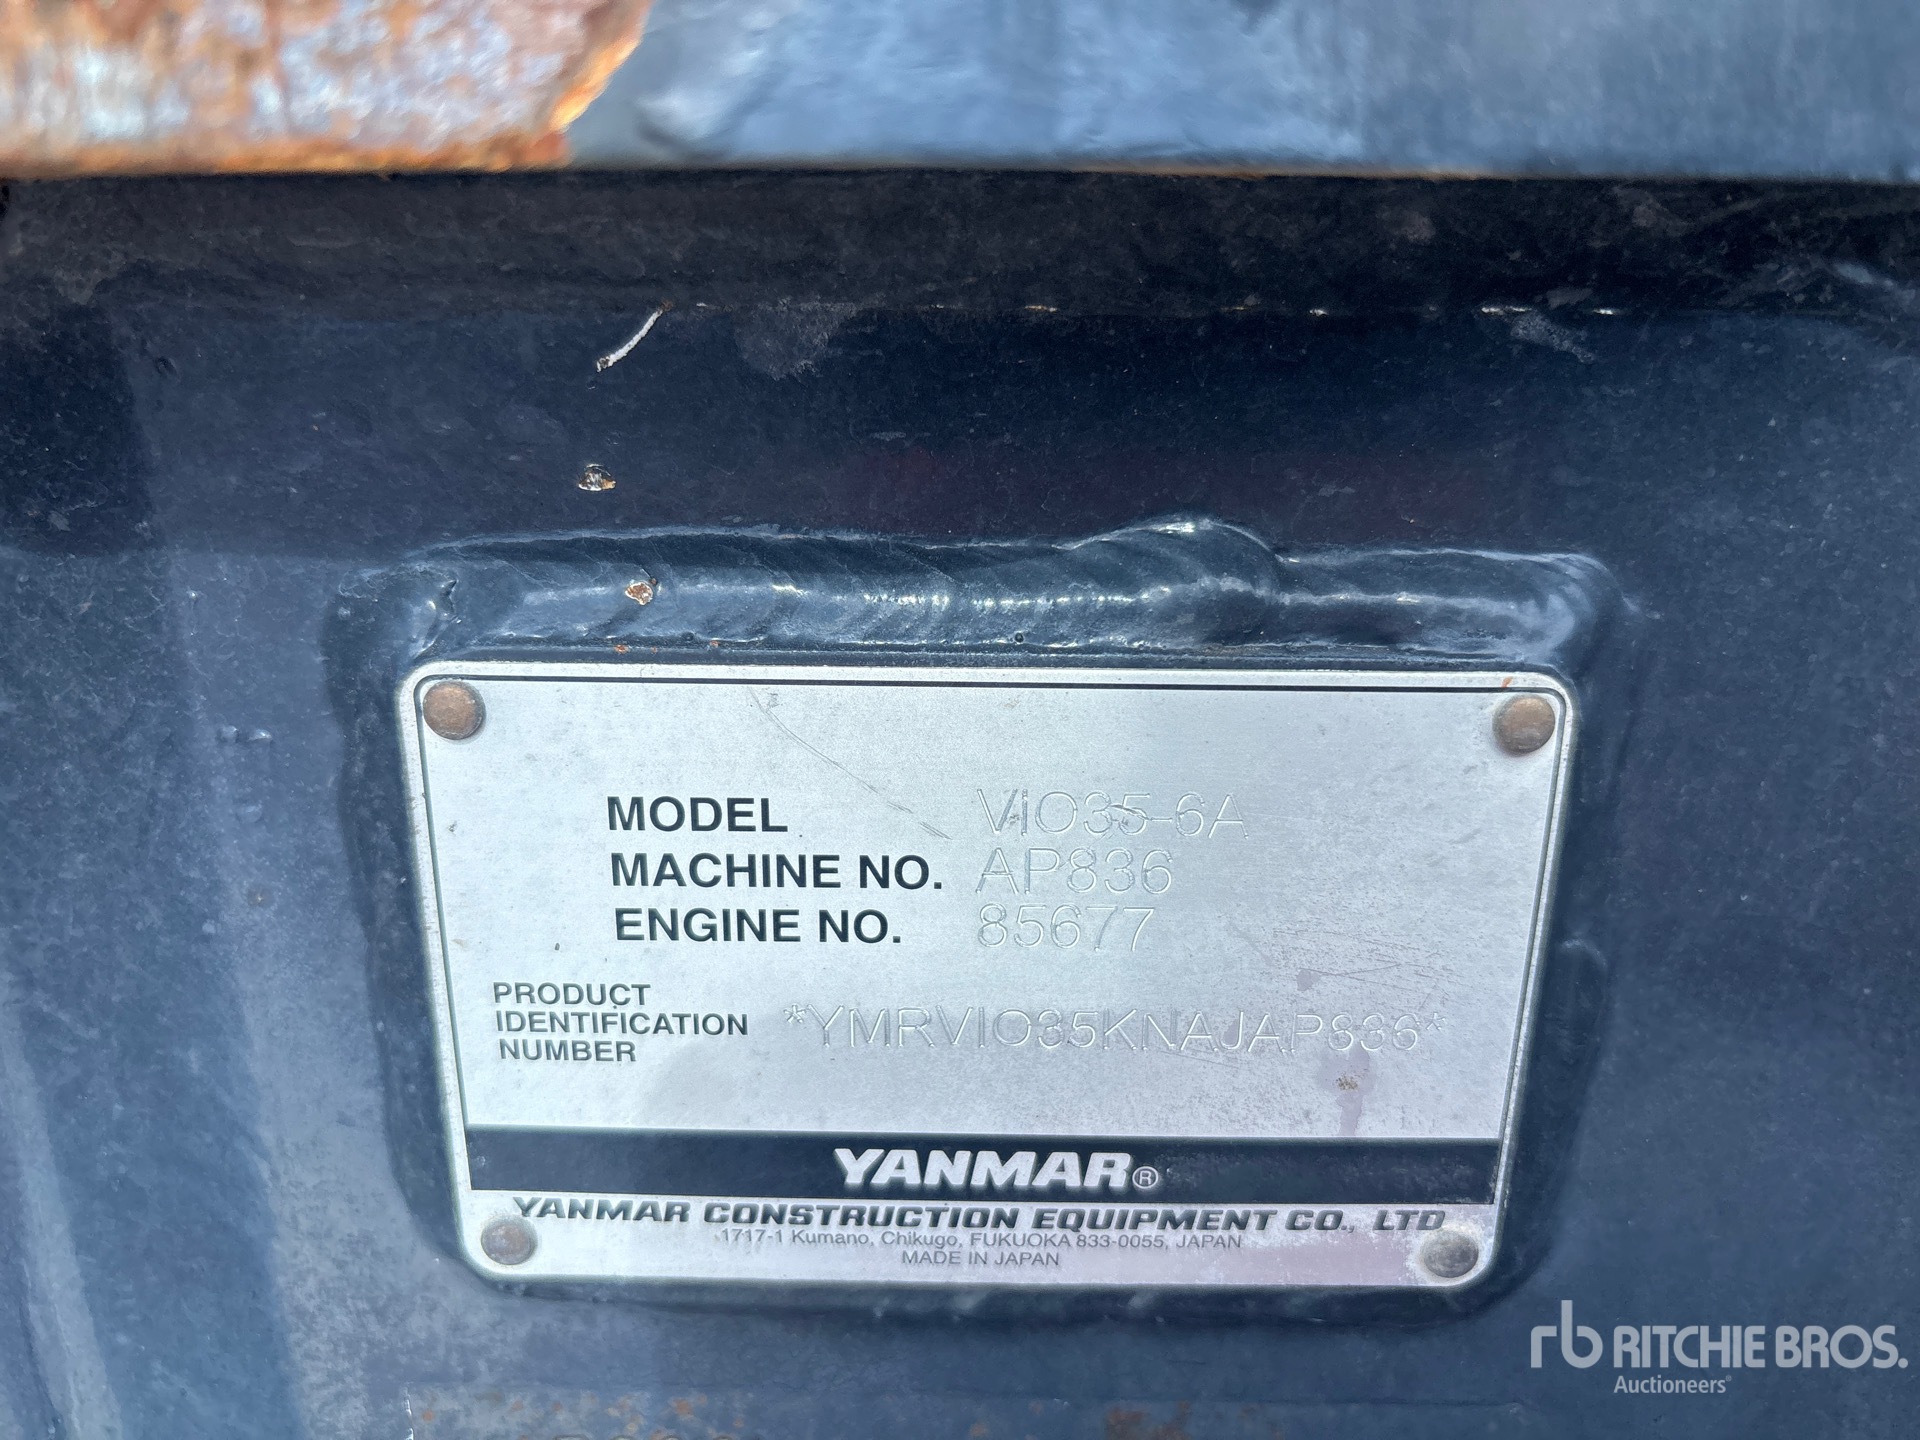 MODEL VIO35-6A
MACHINE NO. AP836
ENGINE NO. 85677
PRODUCT
IDENTIFICATION
NUMBER
*YMRVIO35KNAJAP836*
YANMAR®
YANMAR CONSTRUCTION EQUIPMENT CO., LTD.
1717-1 Kumano, Chikugo, FUKUOKA 833-0055, JAPAN
MADE IN JAPAN
rb RITCHIE BROS.
Auctioneers®